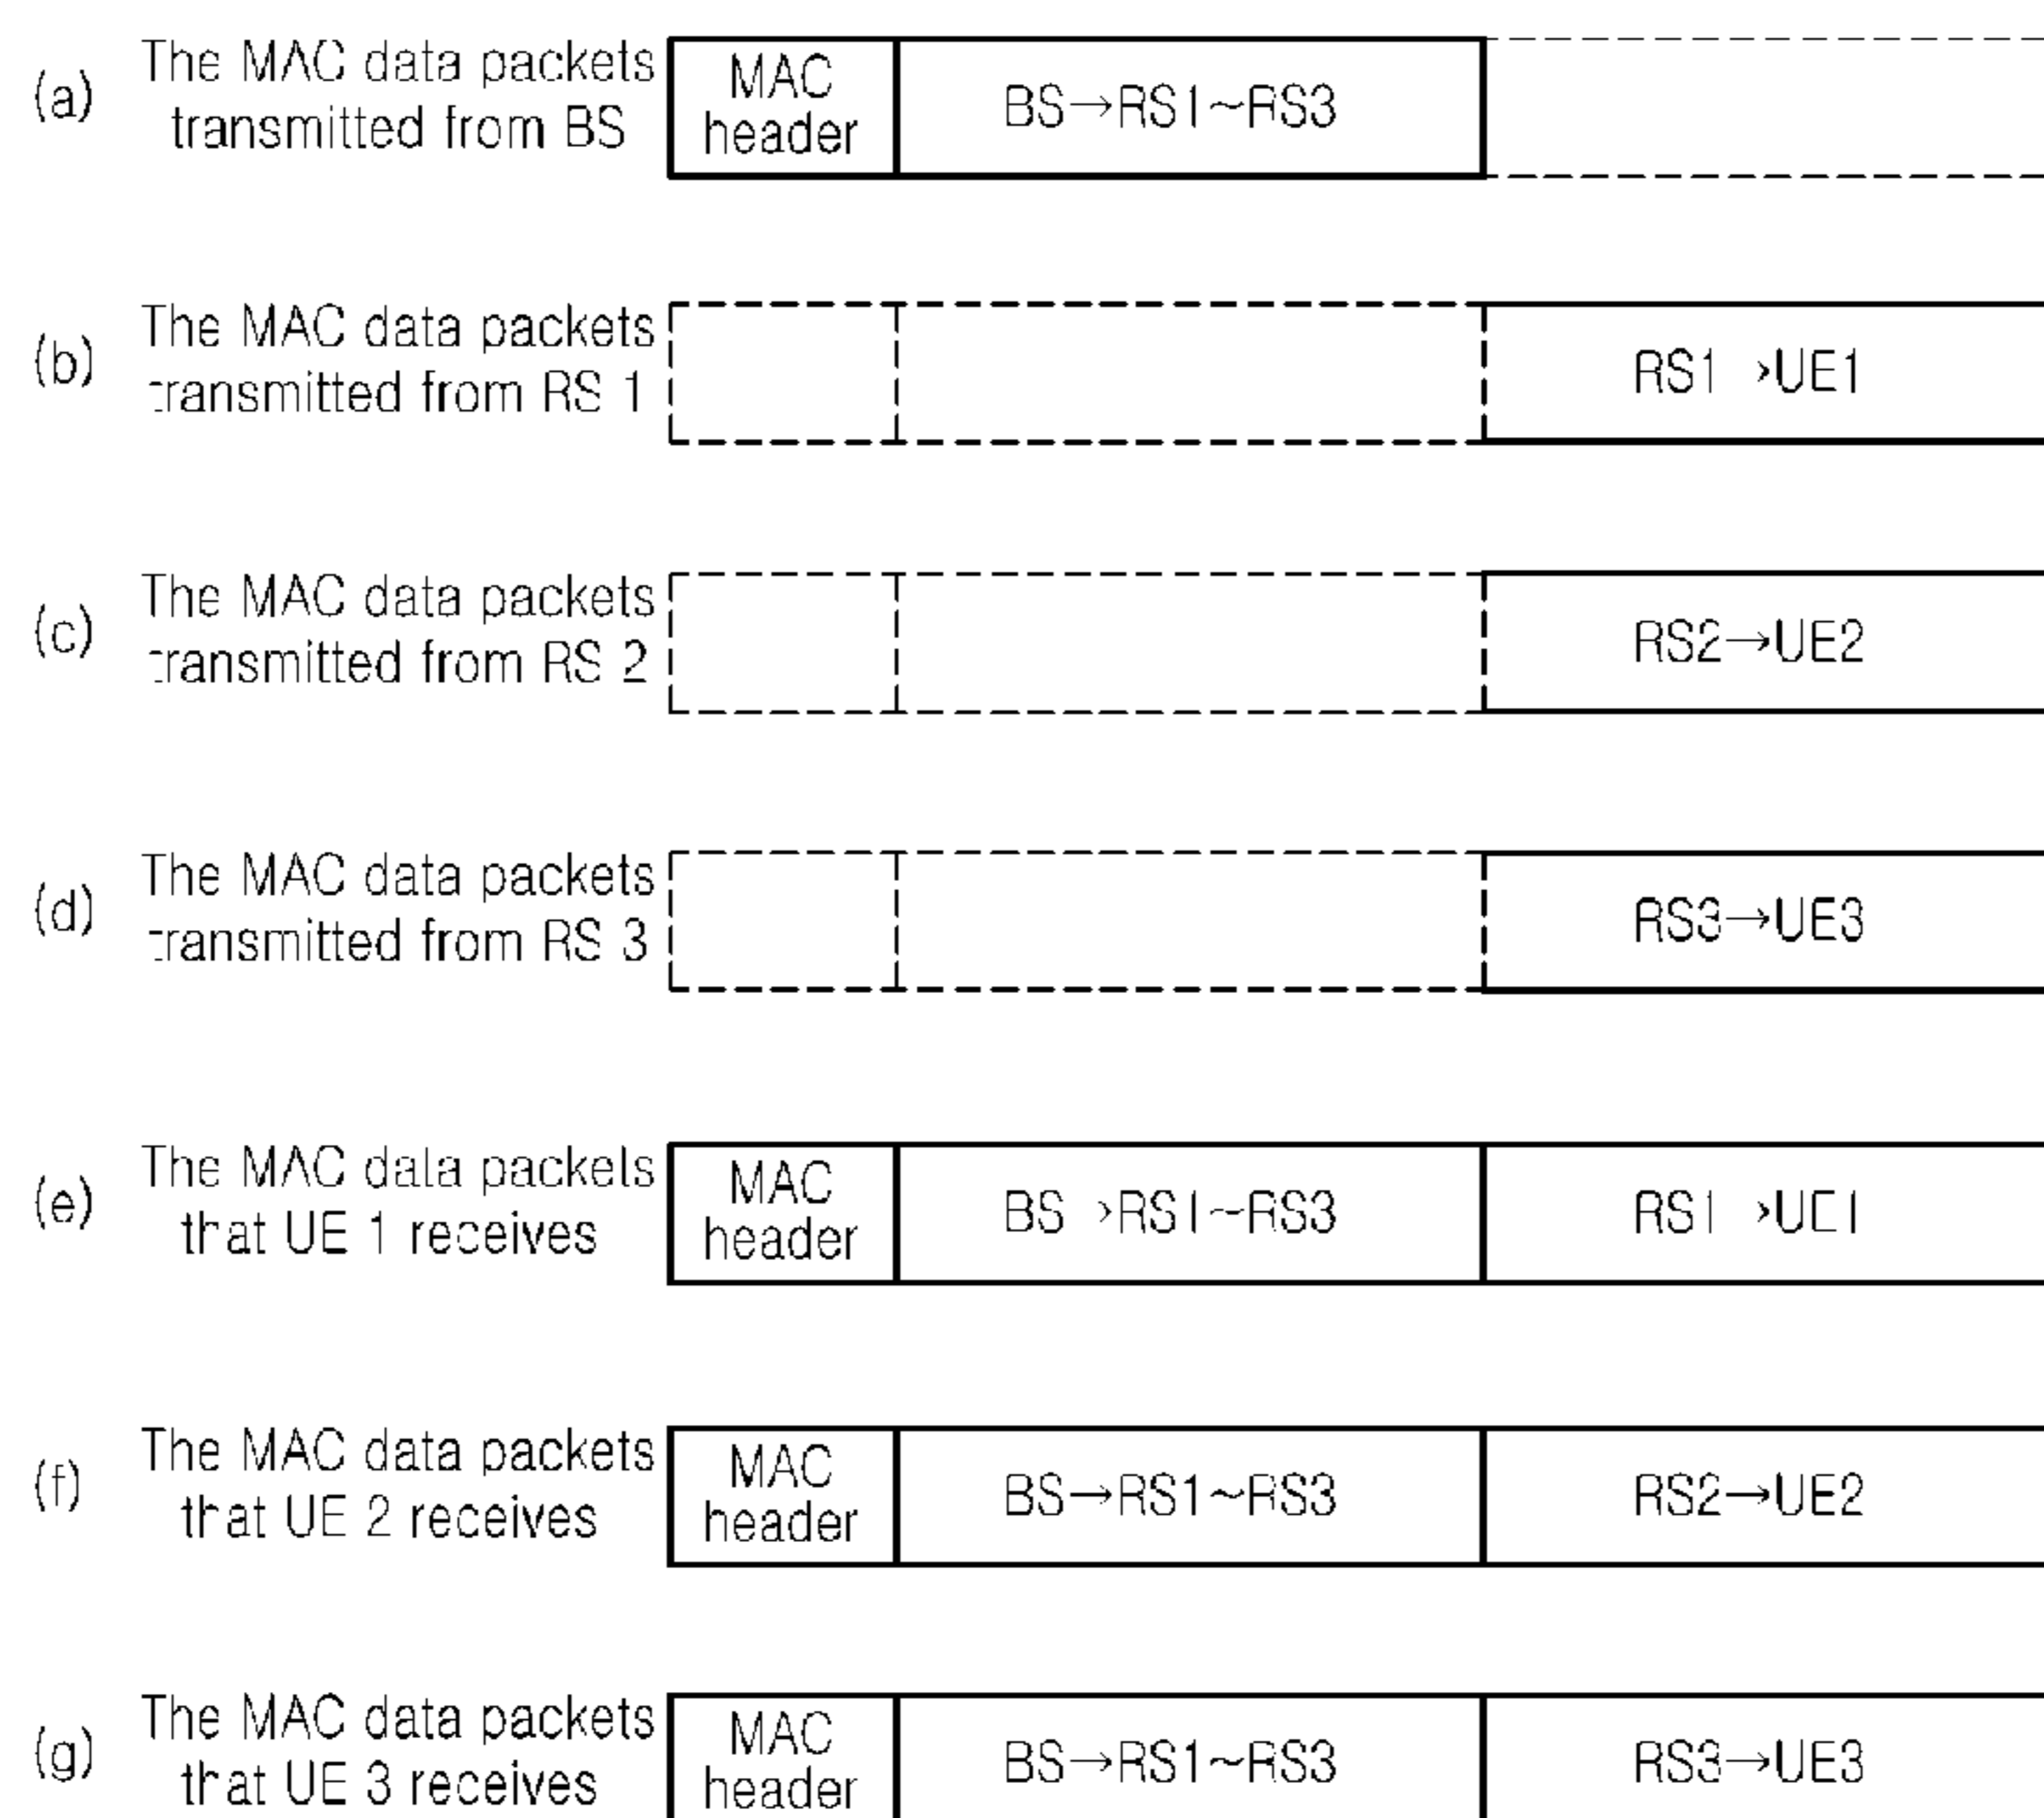 (a) The MAC data packets
transmitted from BS
MAC
header
BS→RS1~RS3
(b) The MAC data packets
transmitted from RS 1
RS1→UE1
(c) The MAC data packets
transmitted from RS 2
RS2→UE2
(d) The MAC data packets
transmitted from RS 3
RS3→UE3
(e) The MAC data packets
that UE 1 receives
MAC
header
BS→RS1~RS3
RS1→UE1
(f) The MAC data packets
that UE 2 receives
MAC
header
BS→RS1~RS3
RS2→UE2
(g) The MAC data packets
that UE 3 receives
MAC
header
BS→RS1~RS3
RS3→UE3